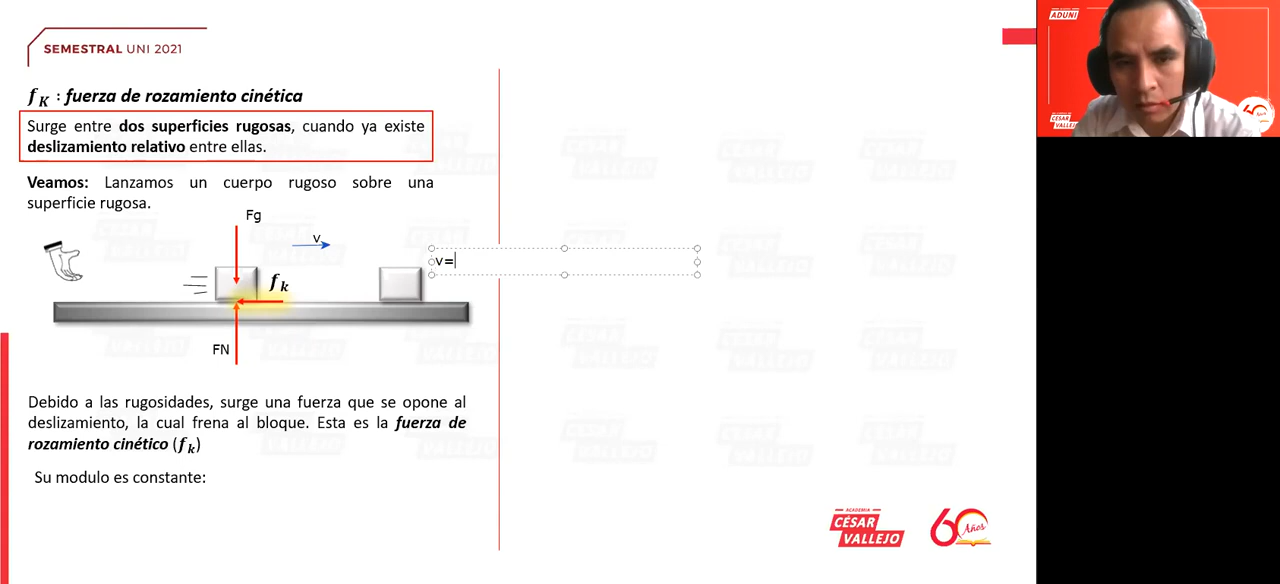 SEMESTRAL UNI 2021
f K : fuerza de rozamiento cinética
Surge entre dos superficies rugosas, cuando ya existe
deslizamiento relativo entre ellas.
Veamos: Lanzamos un cuerpo rugoso sobre una
superficie rugosa.
Fg
v
v=
f k
FN
Debido a las rugosidades, surge una fuerza que se opone al
deslizamiento, la cual frena al bloque. Esta es la fuerza de
rozamiento cinético (f k)
Su modulo es constante:
ACADEMIA
CÉSAR
VALLEJO
60
Años
ADUNI
CÉSAR
VALLEJO
60